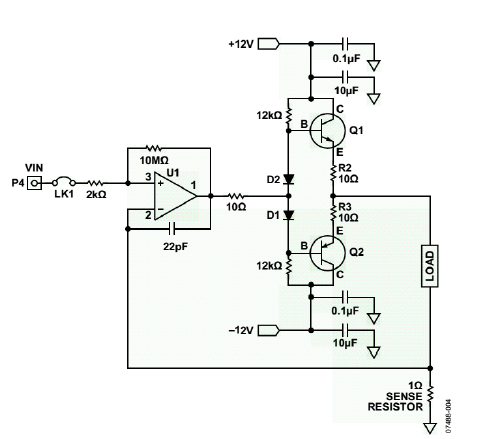 +12V
0.1µF
10µF
12kΩ
C
B
Q1
E
10MΩ
VIN
P4
LK1
2kΩ
3
+
U1
1
−
2
22pF
10Ω
D2
D1
R2
10Ω
R3
10Ω
E
B
Q2
C
12kΩ
LOAD
0.1µF
−12V
10µF
1Ω
SENSE
RESISTOR
07488-004